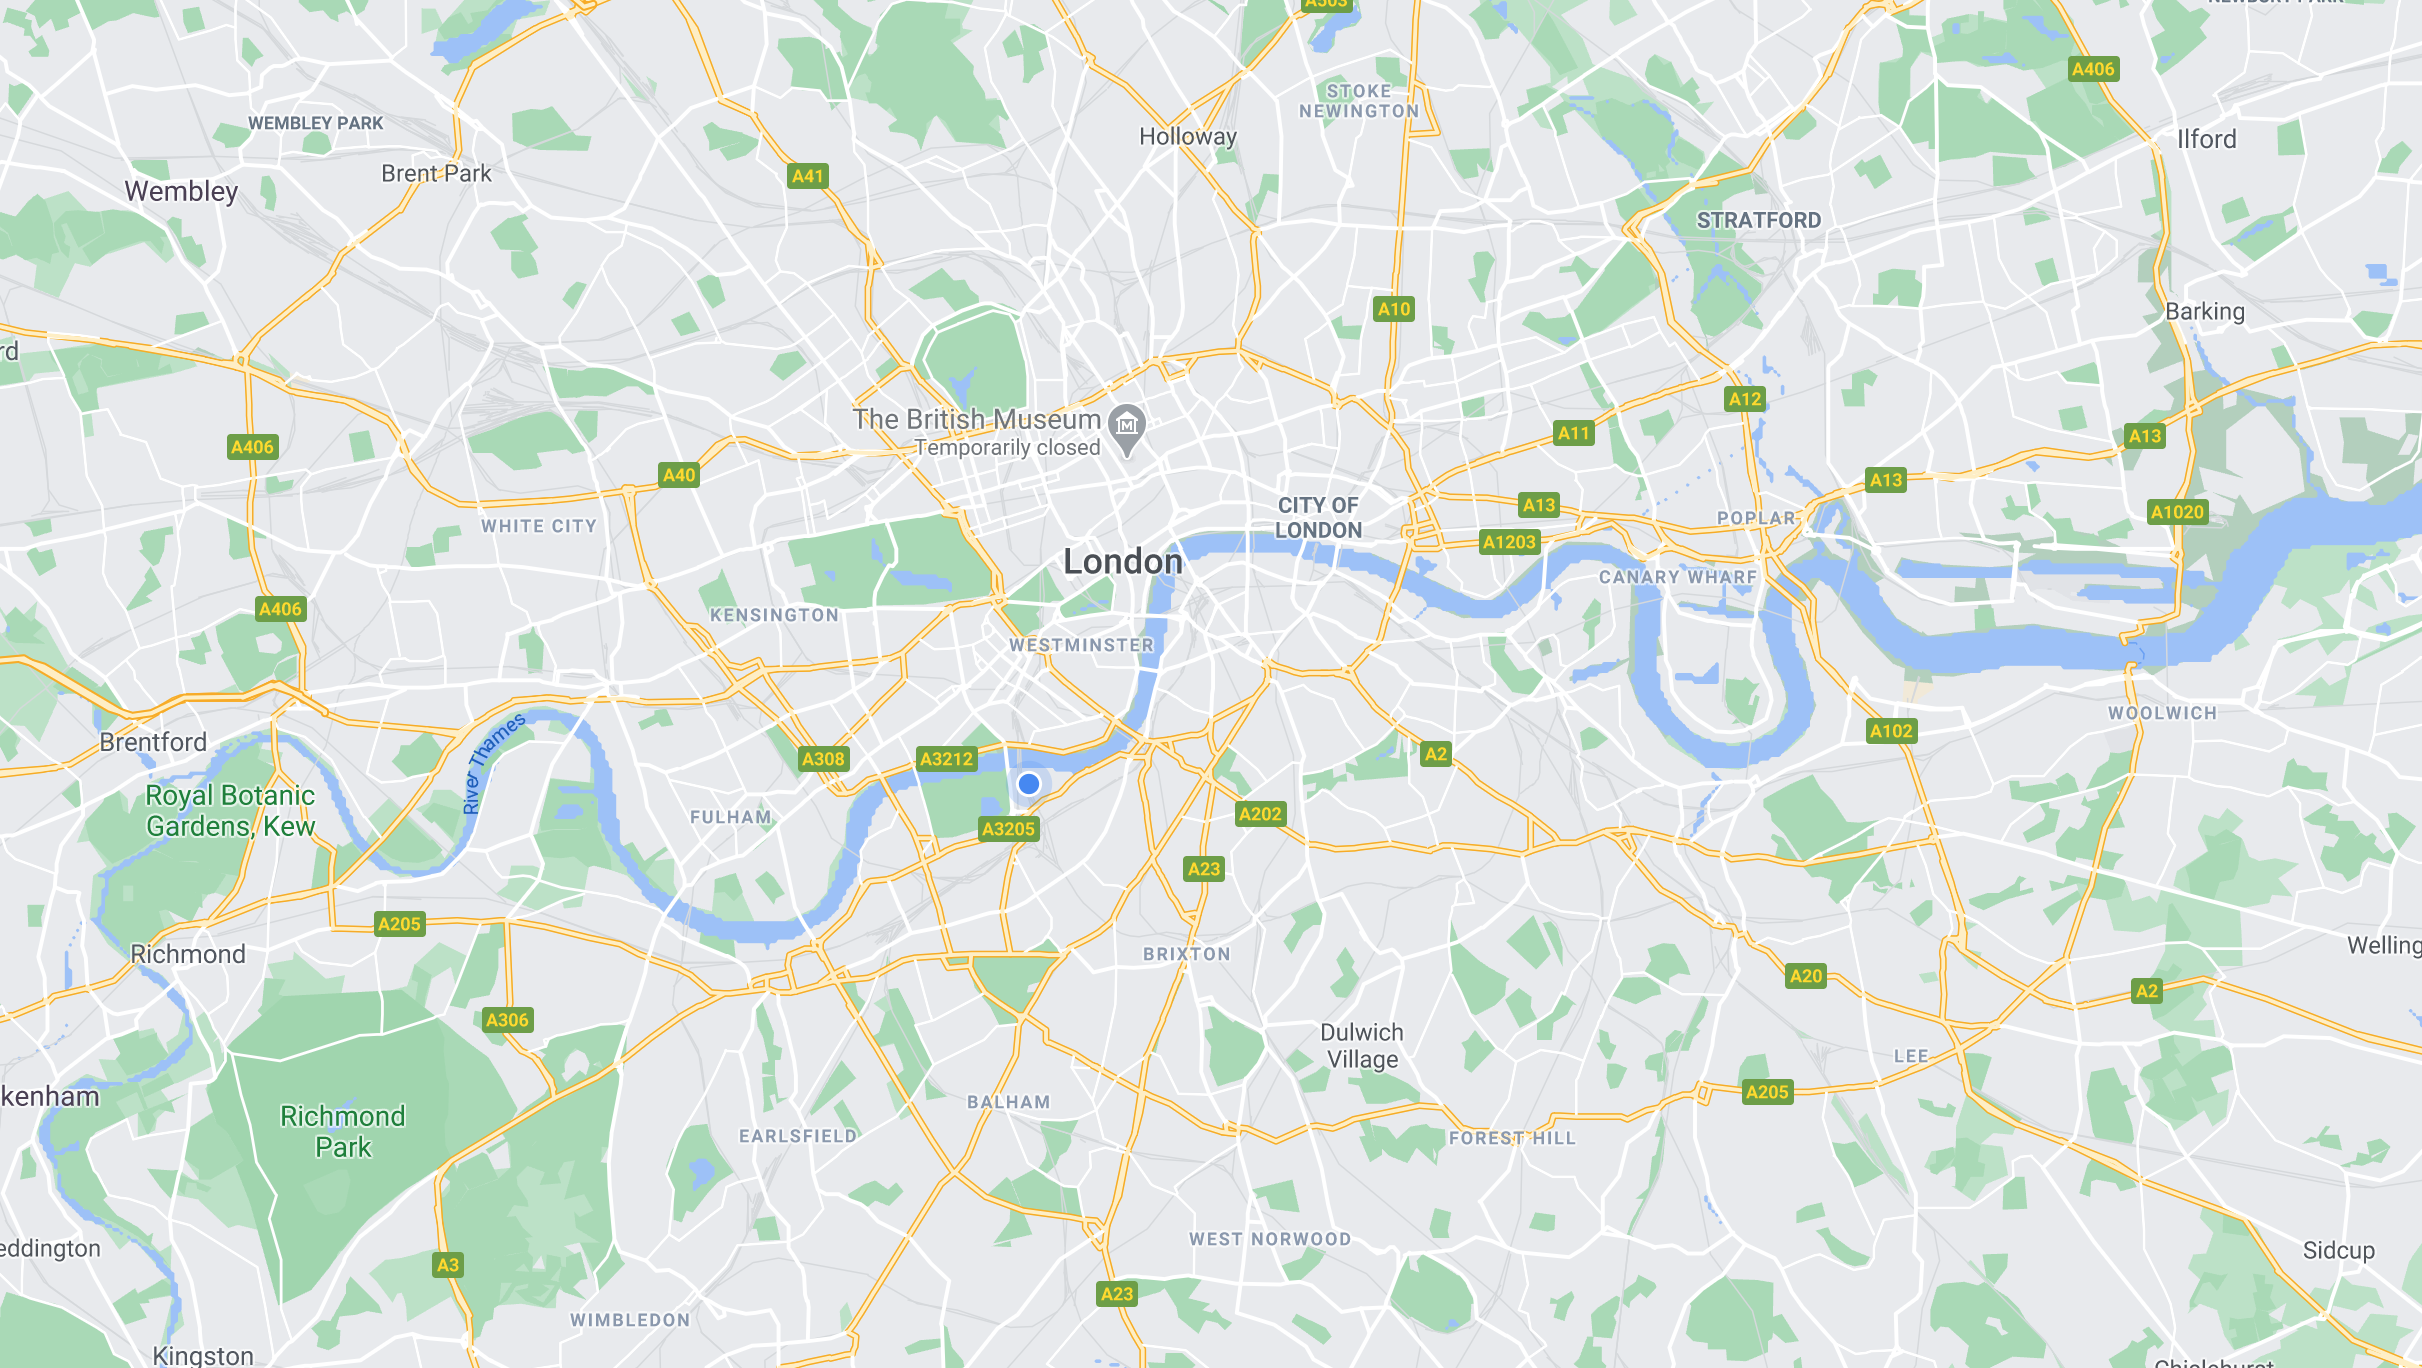 A503
NEWBURY PARK
A406
STOKE
NEWINGTON
WEMBLEY PARK
Holloway
Ilford
Brent Park
A41
Wembley
STRATFORD
A10
Barking
rd
A12
The British Museum
Temporarily closed
A11
A13
A406
A40
A13
CITY OF
LONDON
A13
A1020
WHITE CITY
POPLAR
A1203
London
CANARY WHARF
A406
KENSINGTON
WESTMINSTER
WOOLWICH
A102
Brentford
River Thames
A308
A3212
A2
Royal Botanic
Gardens, Kew
FULHAM
A3205
A202
A23
A205
Richmond
BRIXTON
Welling
A20
A2
A306
Dulwich
Village
LEE
kenham
A205
BALHAM
Richmond
Park
EARLSFIELD
FOREST HILL
WEST NORWOOD
eddington
Sidcup
A3
A23
WIMBLEDON
Kingston
Chislehurst